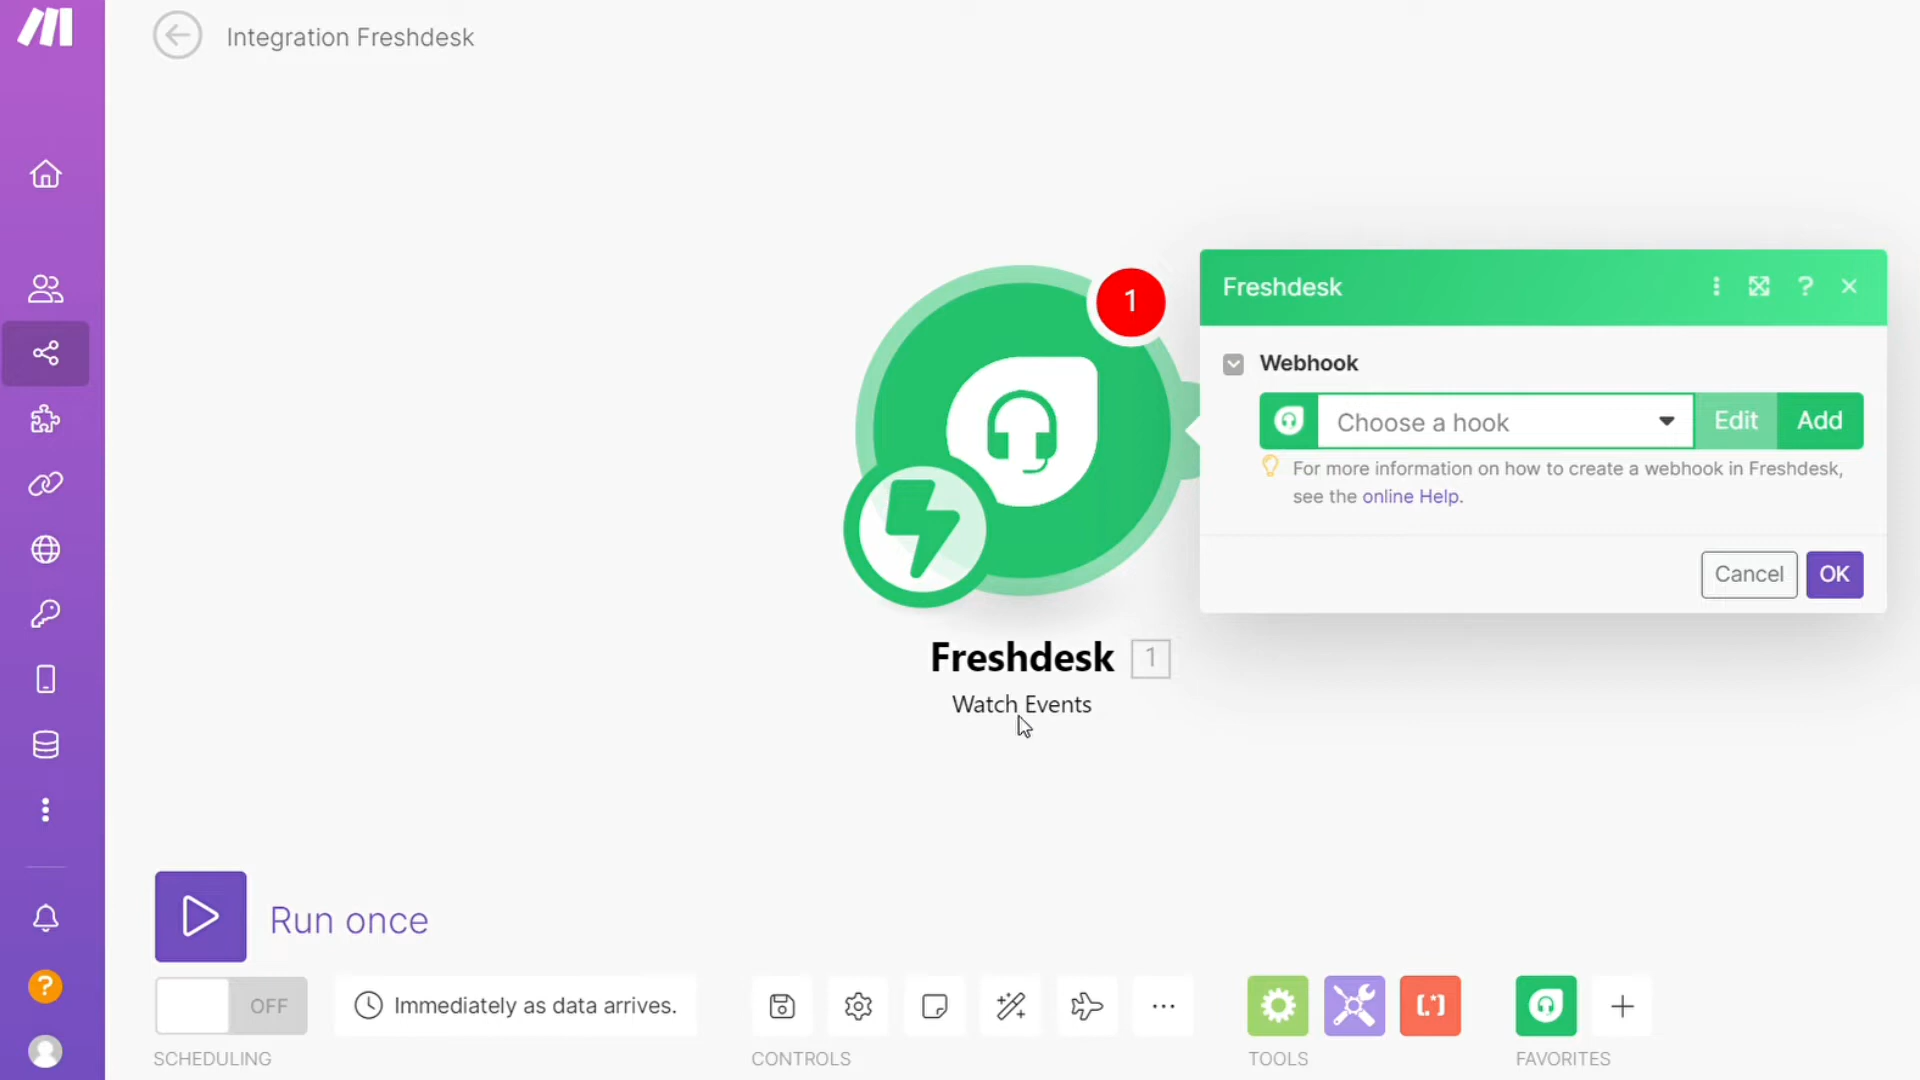 Integration Freshdesk
1
Freshdesk
?
Webhook
Choose a hook
Edit
Add
For more information on how to create a webhook in Freshdesk,
see the online Help.
Cancel
OK
Freshdesk 1
Watch Events
Run once
OFF
Immediately as data arrives.
?
SCHEDULING
CONTROLS
TOOLS
FAVORITES